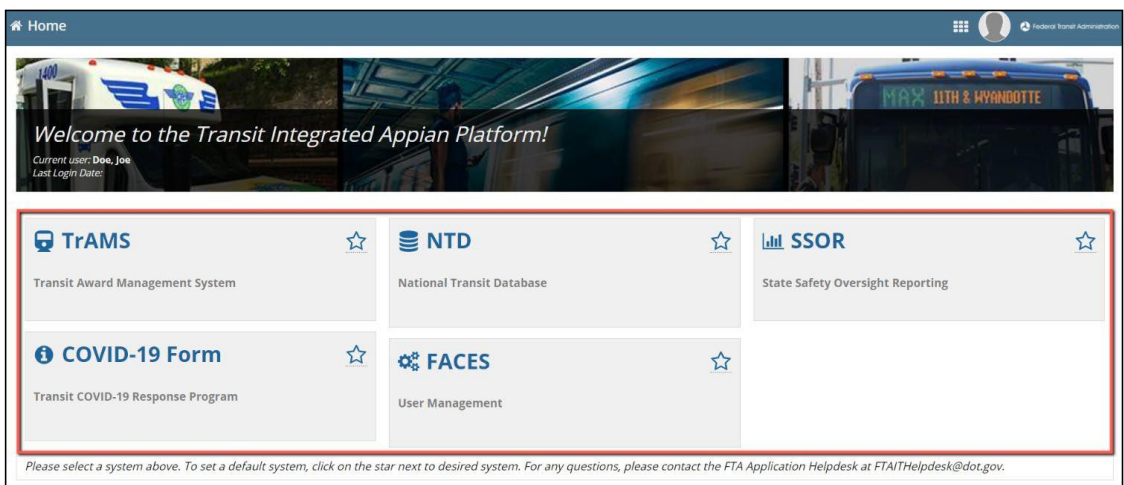 Home
Federal Transit Administration
1400
MAX 11TH & WYANDOTTE
Welcome to the Transit Integrated Appian Platform!
Current user: Doe, Joe
Last Login Date:
TrAMS
Transit Award Management System
NTD
National Transit Database
SSOR
State Safety Oversight Reporting
COVID-19 Form
Transit COVID-19 Response Program
FACES
User Management
Please select a system above. To set a default system, click on the star next to desired system. For any questions, please contact the FTA Application Helpdesk at FTAITHelpdesk@dot.gov.